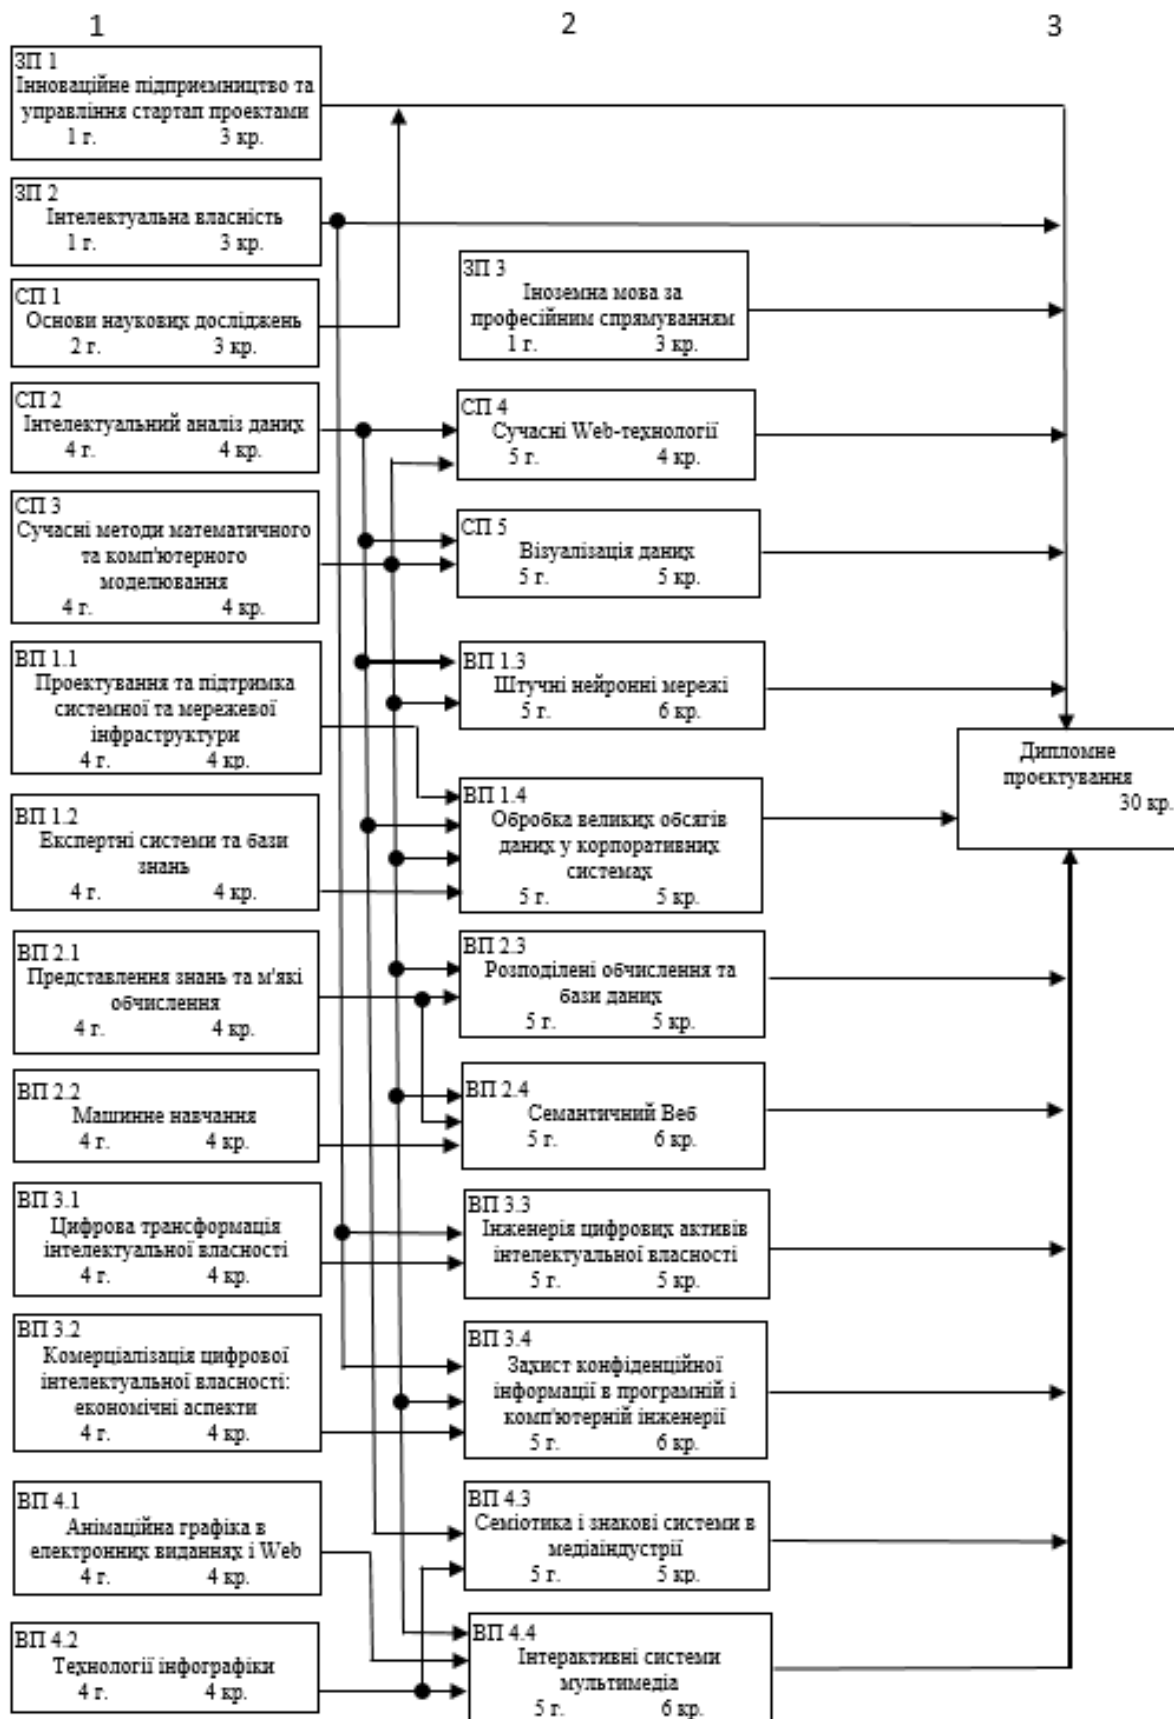 1
2
3
ЗП 1
Інноваційне підприємництво та
управління стартап проектами
1 г. 3 кр.
ЗП 2
Інтелектуальна власність
1 г. 3 кр.
СП 1
Основи наукових досліджень
2 г. 3 кр.
СП 2
Інтелектуальний аналіз даних
4 г. 4 кр.
СП 3
Сучасні методи математичного
та комп'ютерного
моделювання
4 г. 4 кр.
ВП 1.1
Проектування та підтримка
системної та мережевої
інфраструктури
4 г. 4 кр.
ВП 1.2
Експертні системи та бази
знань
4 г. 4 кр.
ВП 2.1
Представлення знань та м'які
обчислення
4 г. 4 кр.
ВП 2.2
Машинне навчання
4 г. 4 кр.
ВП 3.1
Цифрова трансформація
інтелектуальної власності
4 г. 4 кр.
ВП 3.2
Комерціалізація цифрової
інтелектуальної власності:
економічні аспекти
4 г. 4 кр.
ВП 4.1
Анімаційна графіка в
електронних виданнях і Web
4 г. 4 кр.
ВП 4.2
Технології інфографіки
4 г. 4 кр.
ЗП 3
Іноземна мова за
професійним спрямуванням
1 г. 3 кр.
СП 4
Сучасні Web-технології
5 г. 4 кр.
СП 5
Візуалізація даних
5 г. 5 кр.
ВП 1.3
Штучні нейронні мережі
5 г. 6 кр.
ВП 1.4
Обробка великих обсягів
даних у корпоративних
системах
5 г. 5 кр.
ВП 2.3
Розподілені обчислення та
бази даних
5 г. 5 кр.
ВП 2.4
Семантичний Веб
5 г. 6 кр.
ВП 3.3
Інженерія цифрових активів
інтелектуальної власності
5 г. 5 кр.
ВП 3.4
Захист конфіденційної
інформації в програмній і
комп'ютерній інженерії
5 г. 6 кр.
ВП 4.3
Семіотика і знакові системи в
медіаіндустрії
5 г. 5 кр.
ВП 4.4
Інтерактивні системи
мультимедіа
5 г. 6 кр.
Дипломне
проєктування
30 кр.